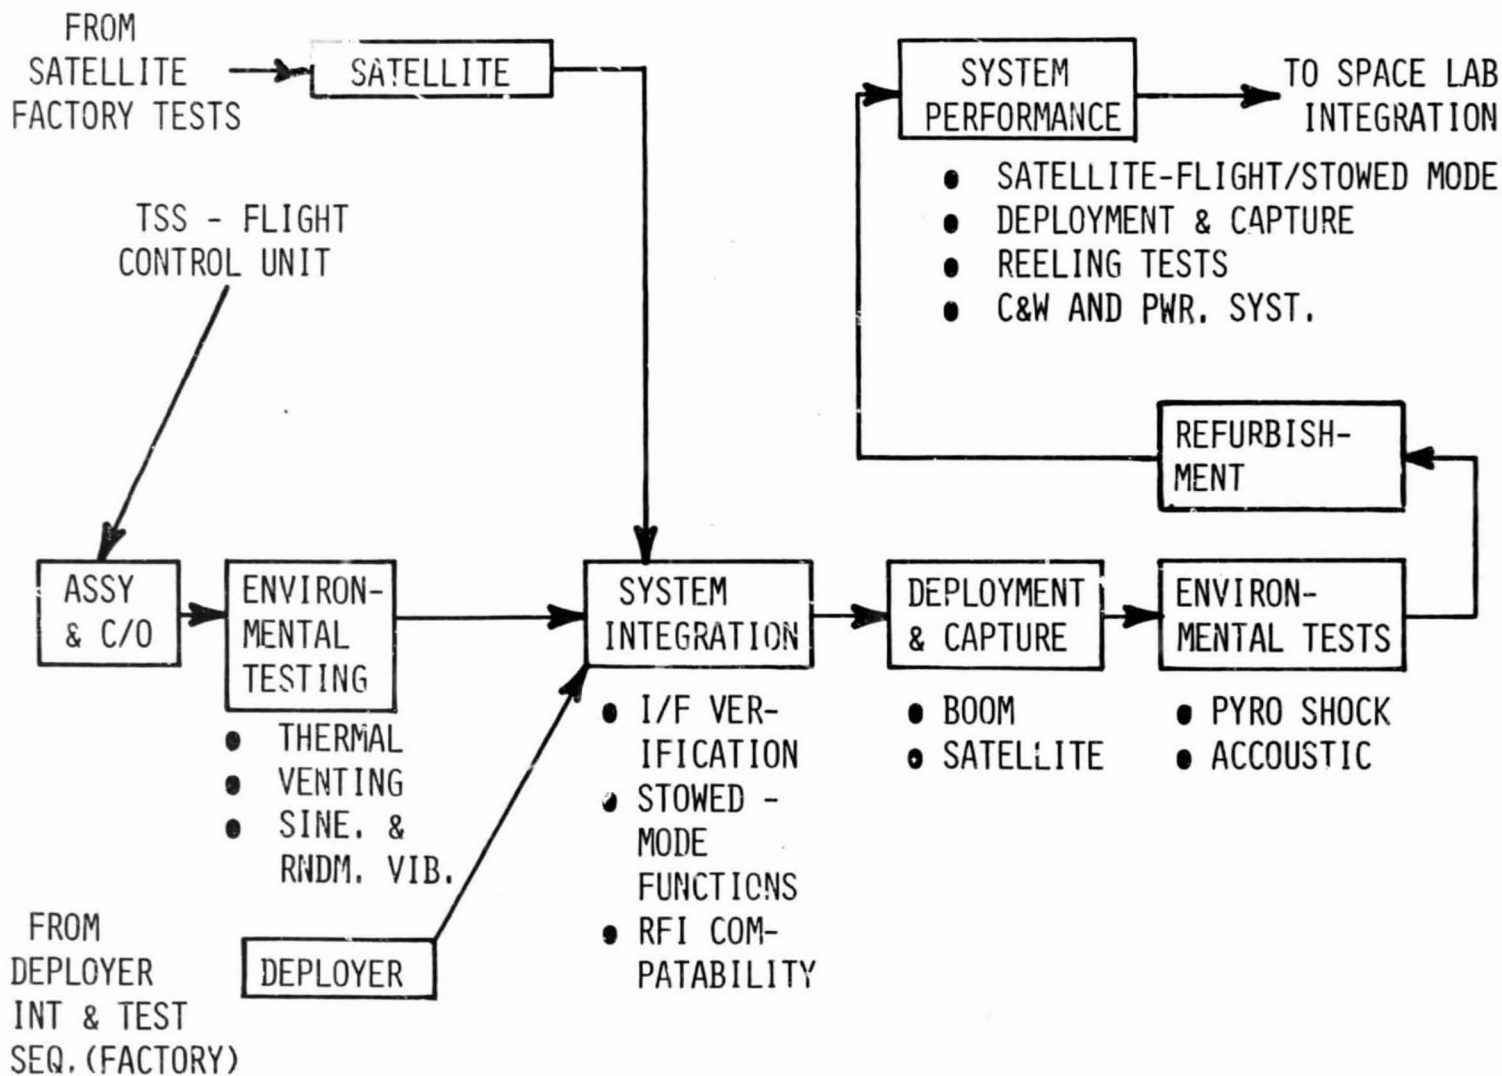 FROM
SATELLITE
FACTORY TESTS
SATELLITE
SYSTEM
PERFORMANCE
TO SPACE LAB
INTEGRATION
● SATELLITE-FLIGHT/STOWED MODE
● DEPLOYMENT & CAPTURE
● REELING TESTS
● C&W AND PWR. SYST.
TSS - FLIGHT
CONTROL UNIT
REFURBISH-
MENT
ASSY
& C/O
ENVIRON-
MENTAL
TESTING
● THERMAL
● VENTING
● SINE. &
RNDM. VIB.
SYSTEM
INTEGRATION
● I/F VER-
IFICATION
● STOWED -
MODE
FUNCTIONS
● RFI COM-
PATABILITY
DEPLOYMENT
& CAPTURE
● BOOM
● SATELLITE
ENVIRON-
MENTAL TESTS
● PYRO SHOCK
● ACCOUSTIC
FROM
DEPLOYER
INT & TEST
SEQ. (FACTORY)
DEPLOYER